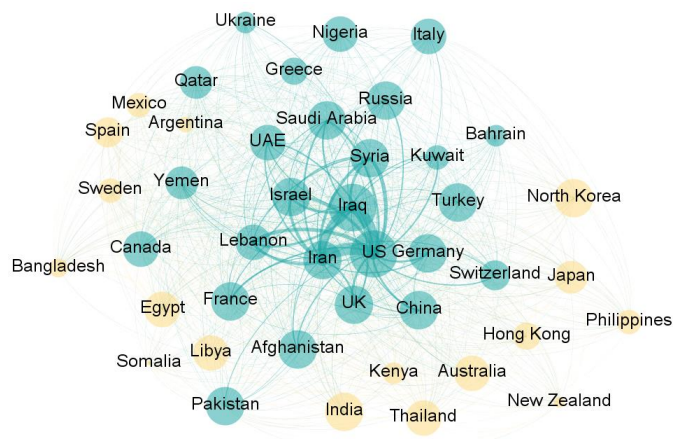 Ukraine
Nigeria
Italy
Greece
Qatar
Russia
Mexico
Saudi Arabia
Spain
Argentina
UAE
Bahrain
Syria
Kuwait
Yemen
Sweden
Israel
North Korea
Iraq
Turkey
Lebanon
Canada
US
Germany
Iran
Bangladesh
Switzerland
Japan
France
UK
China
Egypt
Philippines
Hong Kong
Afghanistan
Libya
Somalia
Kenya
Australia
New Zealand
Pakistan
India
Thailand